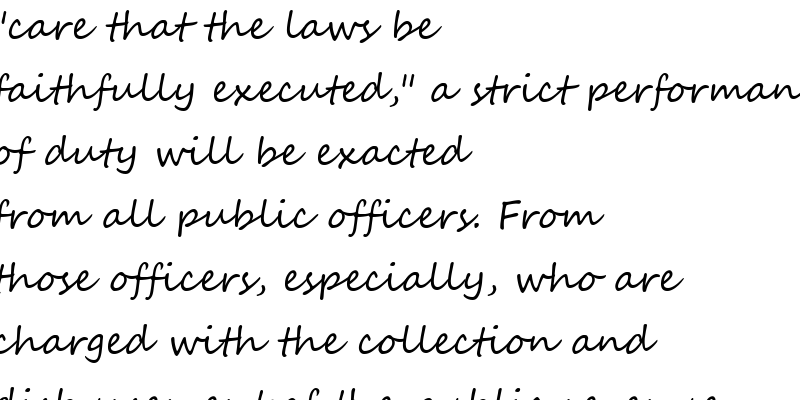 "care that the laws be
faithfully executed," a strict performan
of duty will be exacted
from all public officers. From
those officers, especially, who are
charged with the collection and